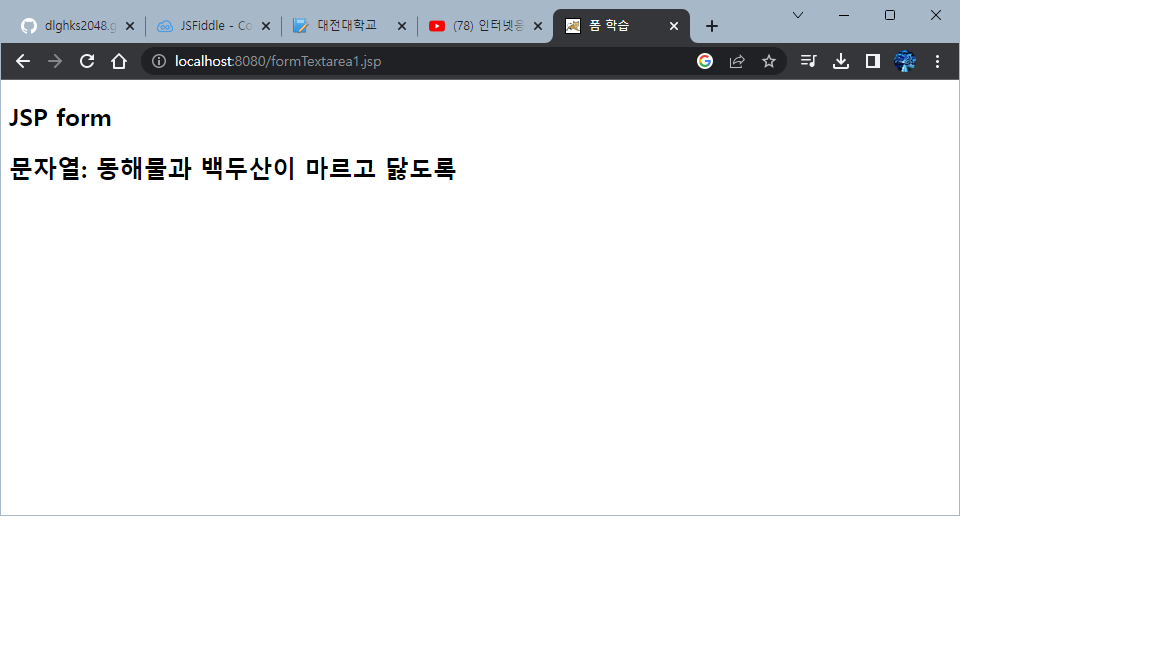 dlghks2048.g
JSFiddle - Co
대전대학교
(78) 인터넷응
폼 학습
localhost:8080/formTextarea1.jsp
JSP form
문자열: 동해물과 백두산이 마르고 닳도록